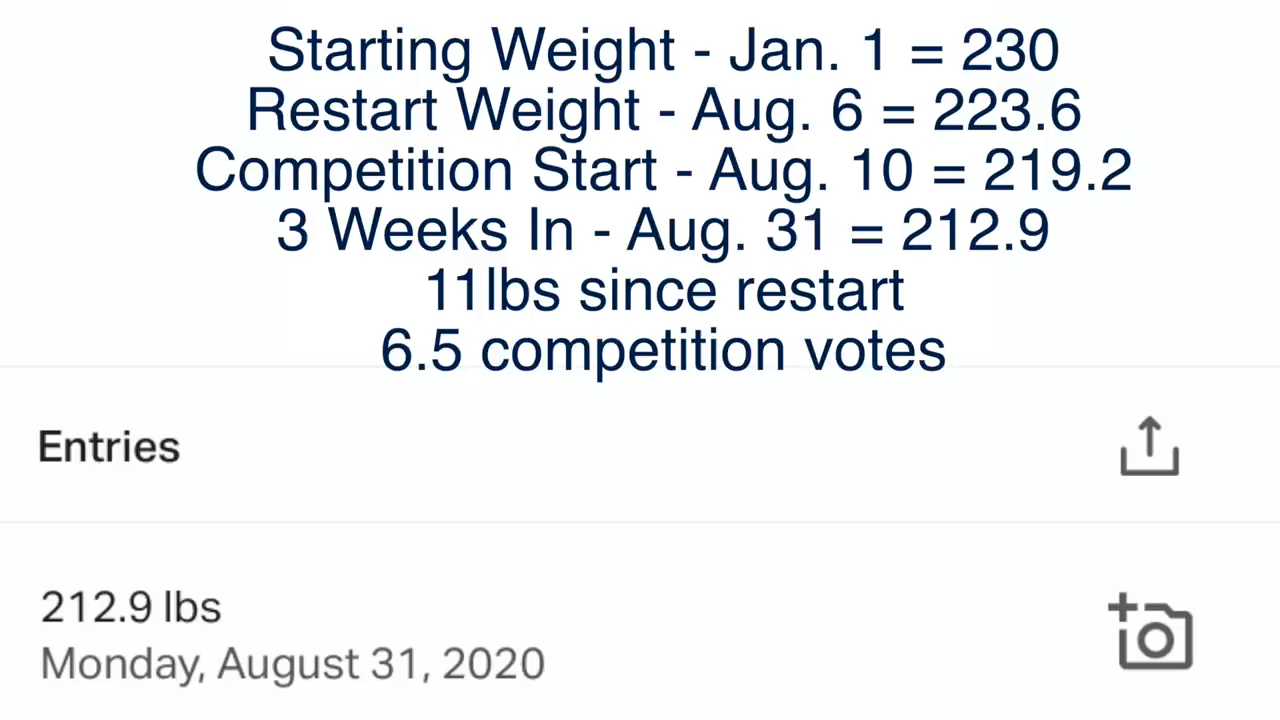 Starting Weight - Jan. 1 = 230
Restart Weight - Aug. 6 = 223.6
Competition Start - Aug. 10 = 219.2
3 Weeks In - Aug. 31 = 212.9
11lbs since restart
6.5 competition votes
Entries
212.9 lbs
Monday, August 31, 2020